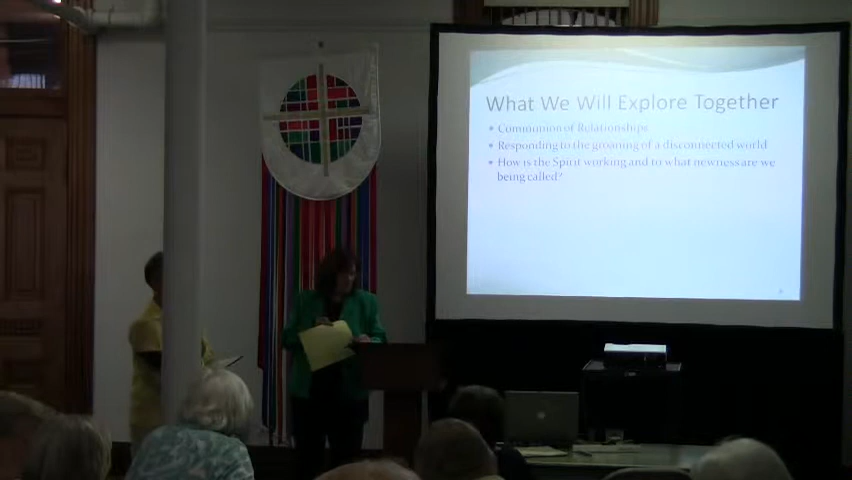 What We Will Explore Together
Communion of Relationships
Responding to the groaning of a disconnected world
How is the Spirit working and to what newness are we
being called?